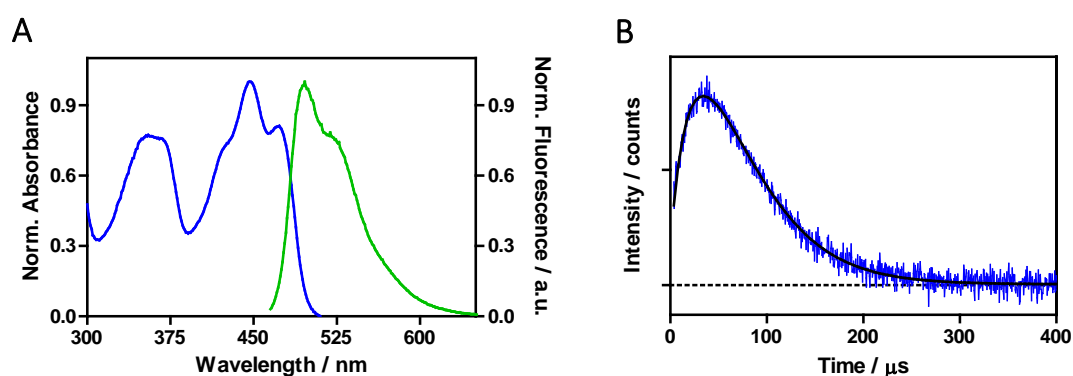 A
Norm. Absorbance
0.9
0.6
0.3
0.0
300
375
450
525
600
Wavelength / nm
0.9
0.6
0.3
0.0
Norm. Fluorescence / a.u.
B
Intensity / counts
0
100
200
300
400
Time / μs